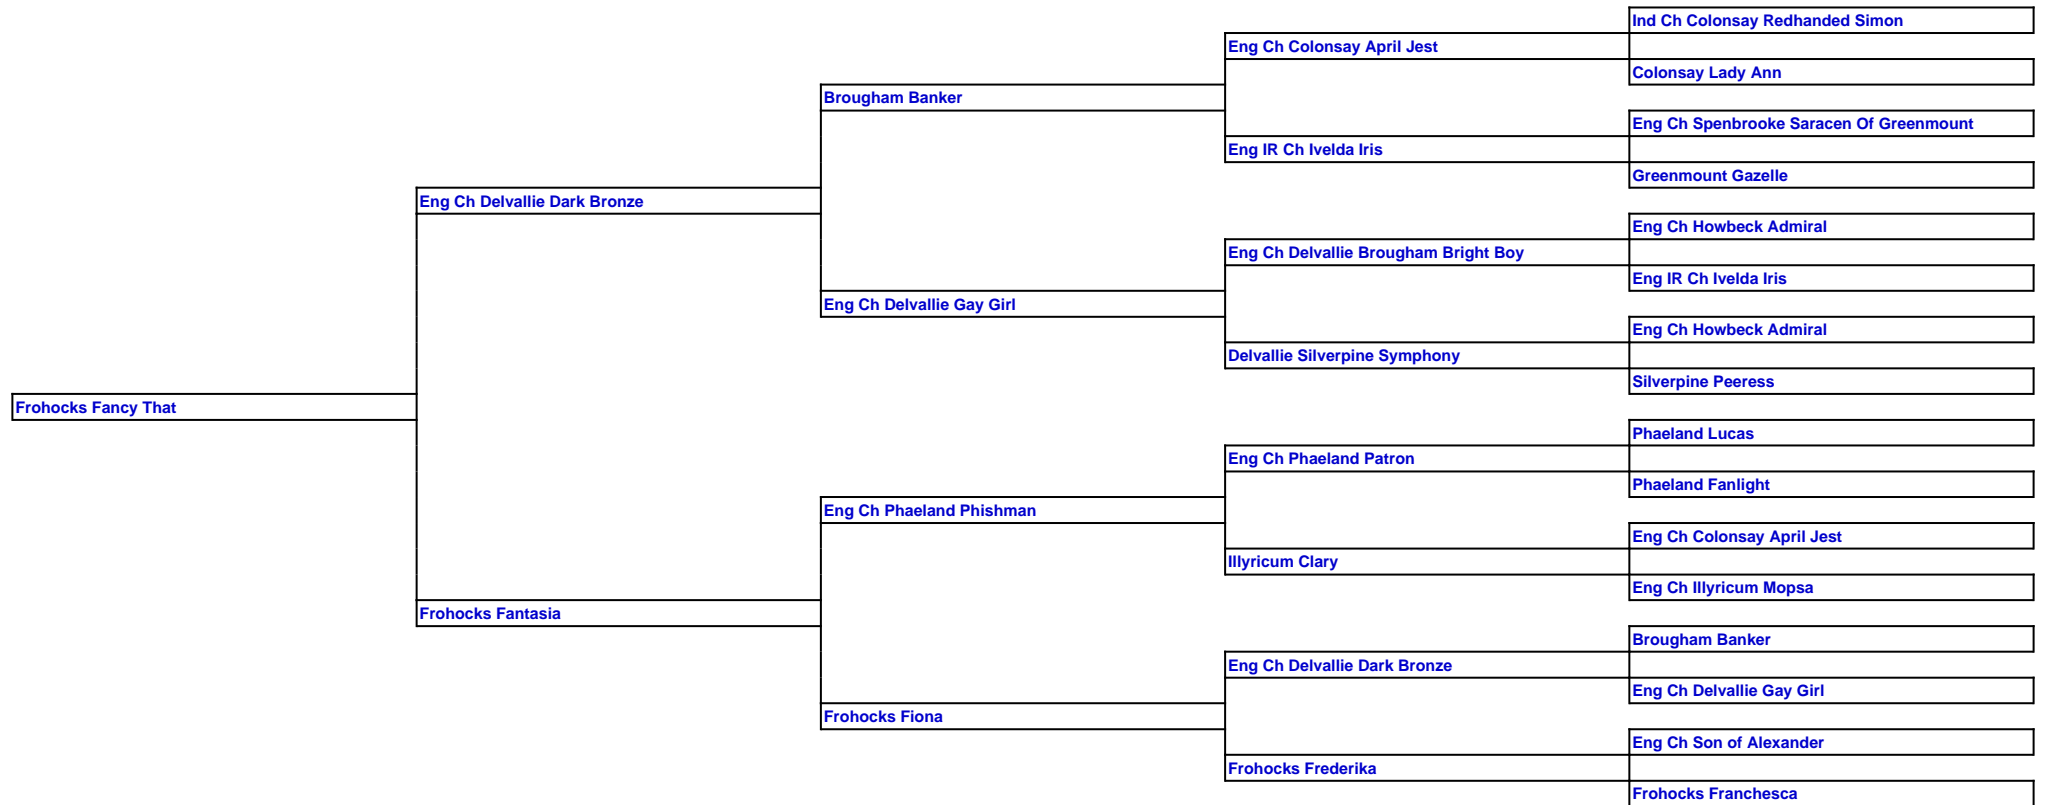 Ind Ch Colonsay Redhanded Simon
Eng Ch Colonsay April Jest
Colonsay Lady Ann
Brougham Banker
Eng Ch Spenbrooke Saracen Of Greenmount
Eng IR Ch Ivelda Iris
Greenmount Gazelle
Eng Ch Delvallie Dark Bronze
Eng Ch Howbeck Admiral
Eng Ch Delvallie Brougham Bright Boy
Eng IR Ch Ivelda Iris
Eng Ch Delvallie Gay Girl
Eng Ch Howbeck Admiral
Delvallie Silverpine Symphony
Silverpine Peeress
Frohocks Fancy That
Phaeland Lucas
Eng Ch Phaeland Patron
Phaeland Fanlight
Eng Ch Phaeland Phishman
Eng Ch Colonsay April Jest
Illyricum Clary
Eng Ch Illyricum Mopsa
Frohocks Fantasia
Brougham Banker
Eng Ch Delvallie Dark Bronze
Eng Ch Delvallie Gay Girl
Frohocks Fiona
Eng Ch Son of Alexander
Frohocks Frederika
Frohocks Franchesca